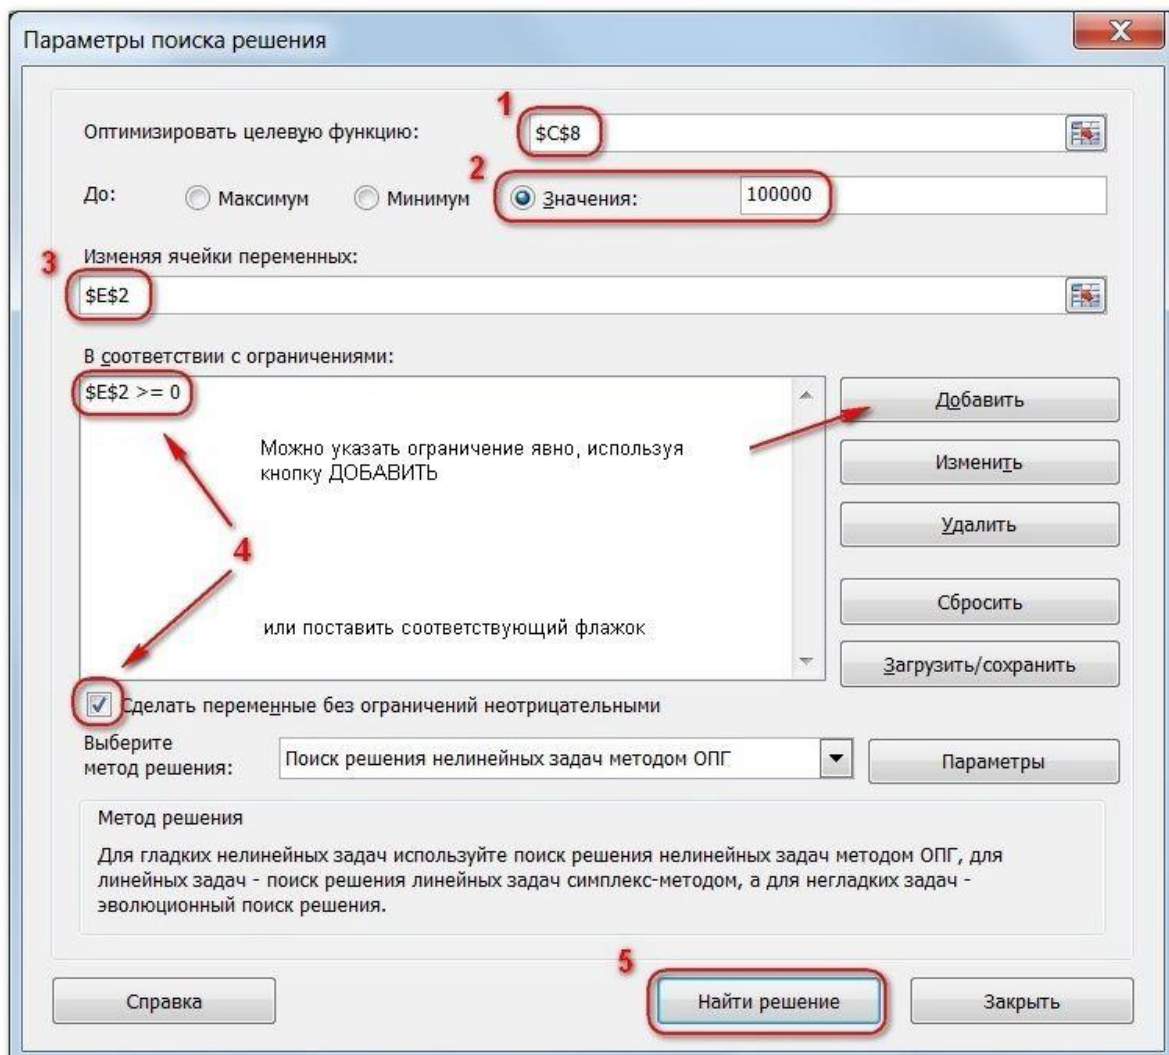 Параметры поиска решения
X
1
Оптимизировать целевую функцию: $C$8
2
До: Максимум Минимум Значения: 100000
3
Изменяя ячейки переменных:
$E$2
В соответствии с ограничениями:
$E$2 >= 0
Добавить
Можно указать ограничение явно, используя
кнопку ДОБАВИТЬ
Изменить
Удалить
4
Сбросить
или поставить соответствующий флажок
Загрузить/сохранить
Сделать переменные без ограничений неотрицательными
Выберите
метод решения:
Поиск решения нелинейных задач методом ОПГ
Параметры
Метод решения
Для гладких нелинейных задач используйте поиск решения нелинейных задач методом ОПГ, для
линейных задач - поиск решения линейных задач симплекс-методом, а для негладких задач -
эволюционный поиск решения.
5
Справка Найти решение Закрыть